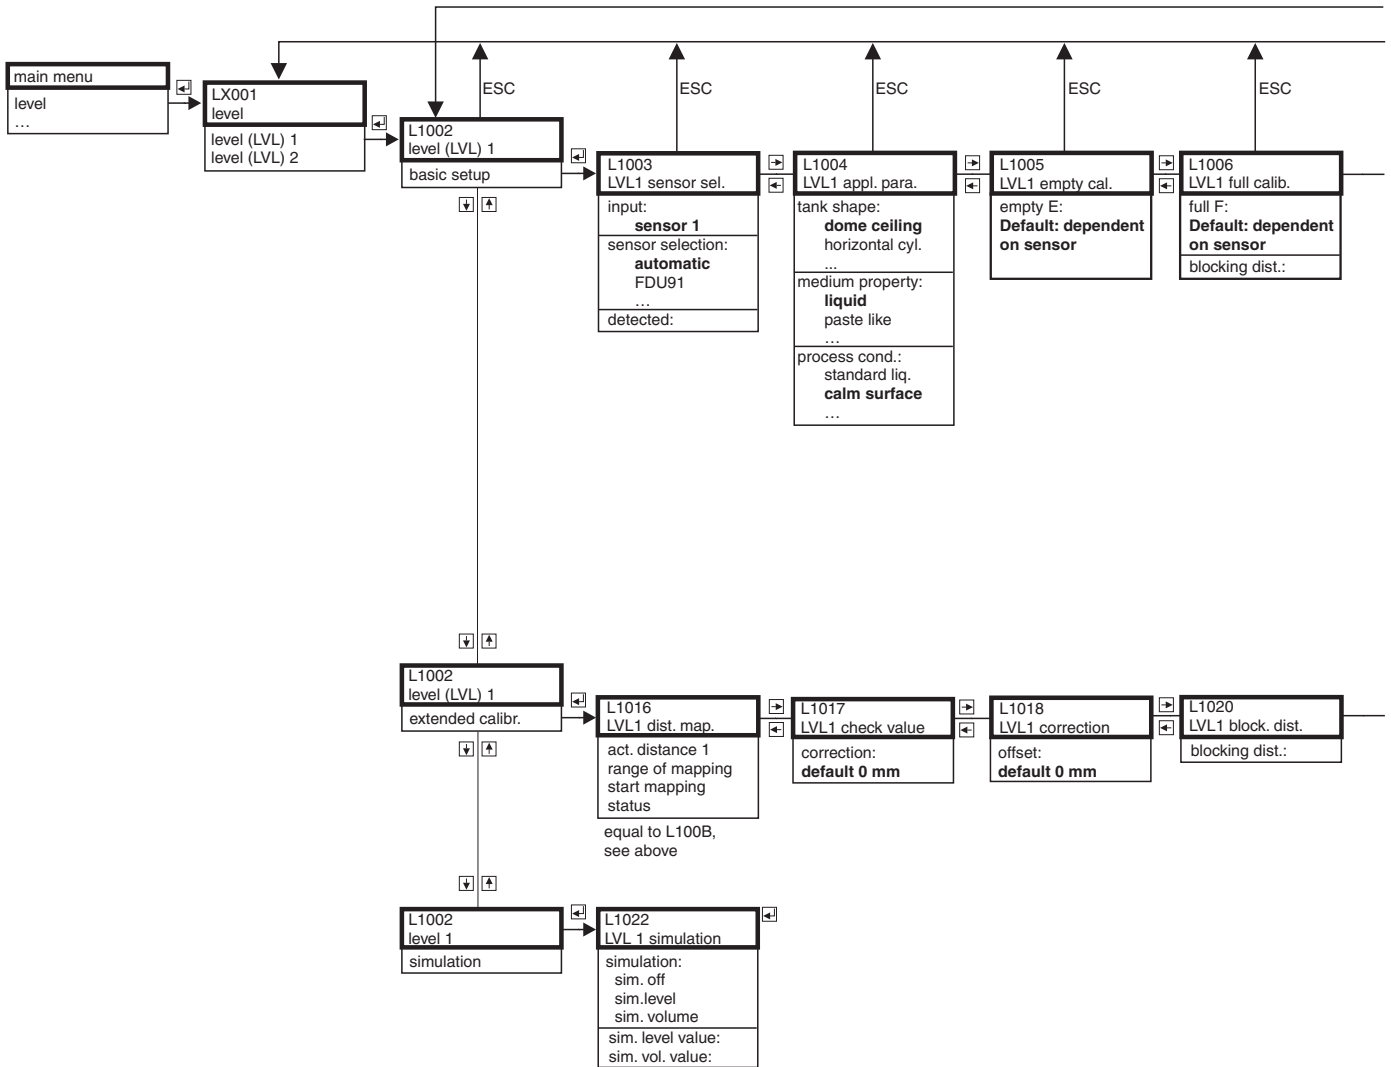 main menu
level
...
LX001
level
level (LVL) 1
level (LVL) 2
L1002
level (LVL) 1
basic setup
ESC
ESC
ESC
ESC
ESC
L1003
LVL1 sensor sel.
input:
sensor 1
sensor selection:
automatic
FDU91
...
detected:
L1004
LVL1 appl. para.
tank shape:
dome ceiling
horizontal cyl.
...
medium property:
liquid
paste like
...
process cond.:
standard liq.
calm surface
...
L1005
LVL1 empty cal.
empty E:
Default: dependent
on sensor
L1006
LVL1 full calib.
full F:
Default: dependent
on sensor
blocking dist.:
L1002
level (LVL) 1
extended calibr.
L1016
LVL1 dist. map.
act. distance 1
range of mapping
start mapping
status
equal to L100B,
see above
L1017
LVL1 check value
correction:
default 0 mm
L1018
LVL1 correction
offset:
default 0 mm
L1020
LVL1 block. dist.
blocking dist.:
L1002
level 1
simulation
L1022
LVL 1 simulation
simulation:
sim. off
sim.level
sim. volume
sim. level value:
sim. vol. value: